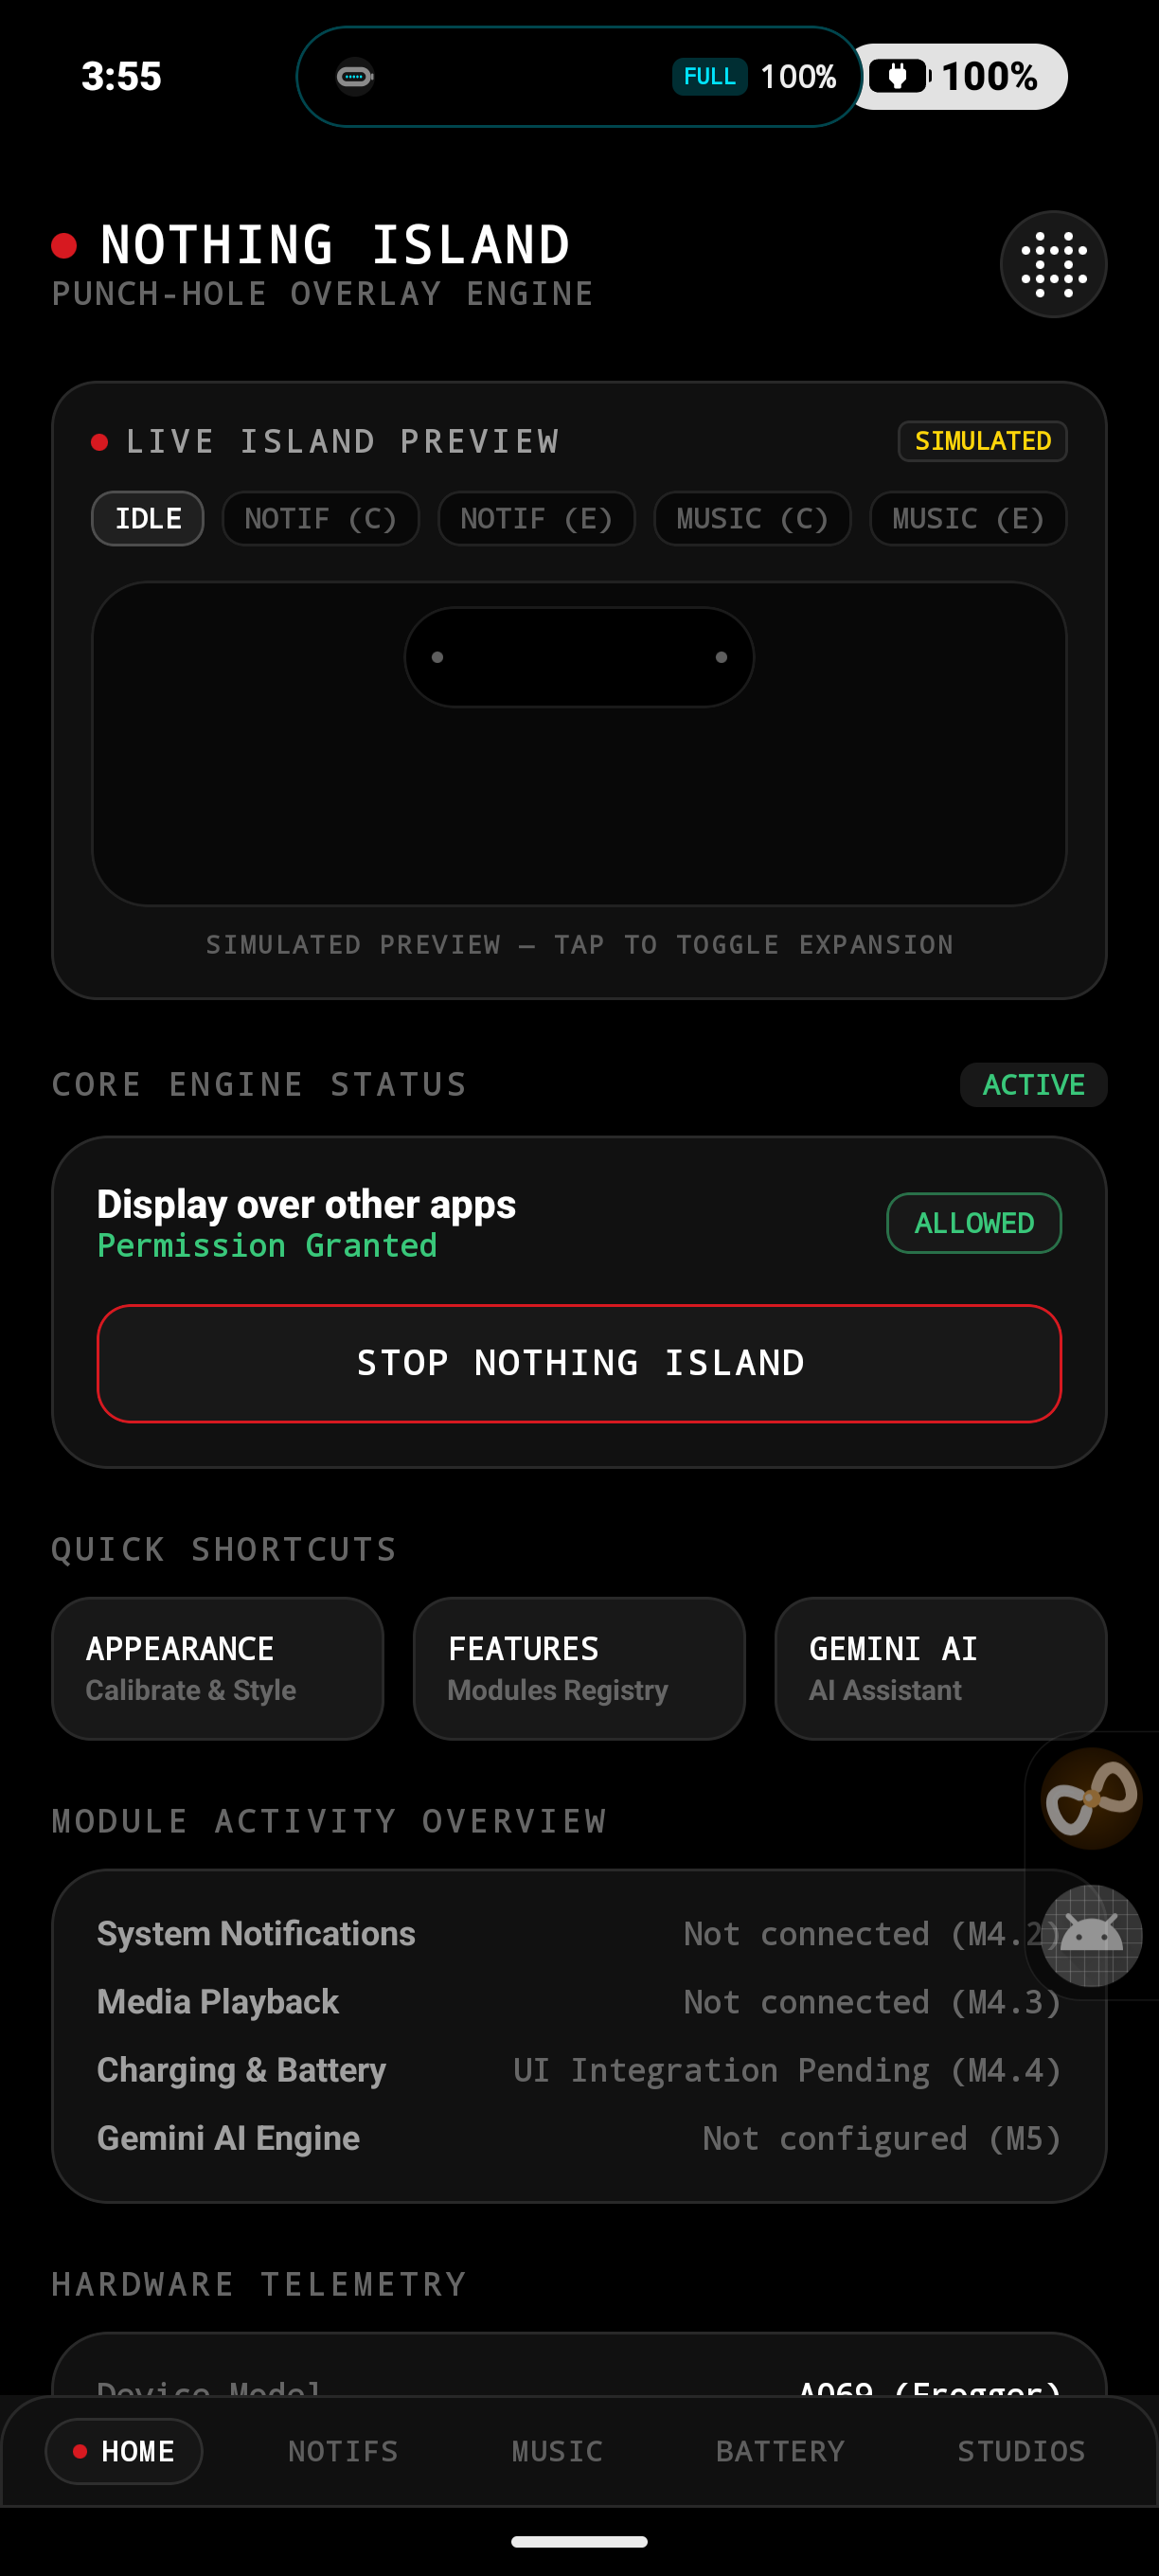 3:55
FULL 100%
100%
NOTHING ISLAND
PUNCH-HOLE OVERLAY ENGINE
LIVE ISLAND PREVIEW
SIMULATED
IDLE
NOTIF (C)
NOTIF (E)
MUSIC (C)
MUSIC (E)
SIMULATED PREVIEW — TAP TO TOGGLE EXPANSION
CORE ENGINE STATUS
ACTIVE
Display over other apps
Permission Granted
ALLOWED
STOP NOTHING ISLAND
QUICK SHORTCUTS
APPEARANCE
Calibrate & Style
FEATURES
Modules Registry
GEMINI AI
AI Assistant
MODULE ACTIVITY OVERVIEW
System Notifications
Not connected (M4.2)
Media Playback
Not connected (M4.3)
Charging & Battery
UI Integration Pending (M4.4)
Gemini AI Engine
Not configured (M5)
HARDWARE TELEMETRY
Device Model
A069 (Frogger)
HOME
NOTIFS
MUSIC
BATTERY
STUDIOS